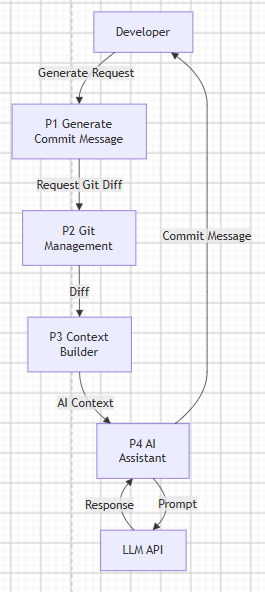 Developer
Generate Request
P1 Generate
Commit Message
Request Git Diff
P2 Git
Management
Commit Message
Diff
P3 Context
Builder
AI Context
P4 AI
Assistant
Response
Prompt
LLM API